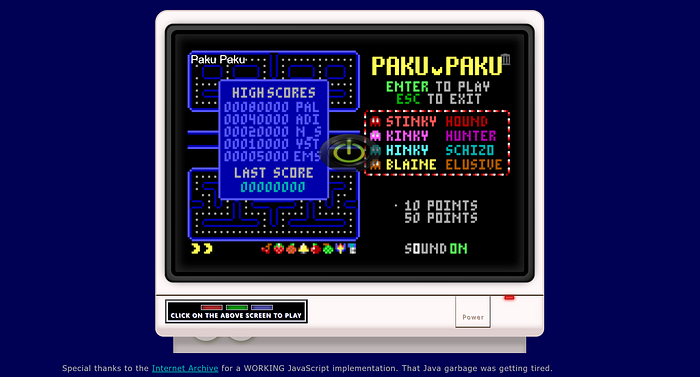 Paku Paku
HIGH SCORES
00080000 PAL
00040000 ADI
00020000 N_S
00010000 YST
00005000 EMS
LAST SCORE
00000000
PAKU PAKU
ENTER TO PLAY
ESC TO EXIT
STINKY HOUND
KINKY HUNTER
HINKY SCHIZO
BLAINE ELUSIVE
10 POINTS
50 POINTS
SOUND ON
CLICK ON THE ABOVE SCREEN TO PLAY
Power
Special thanks to the Internet Archive for a WORKING JavaScript implementation. That Java garbage was getting tired.